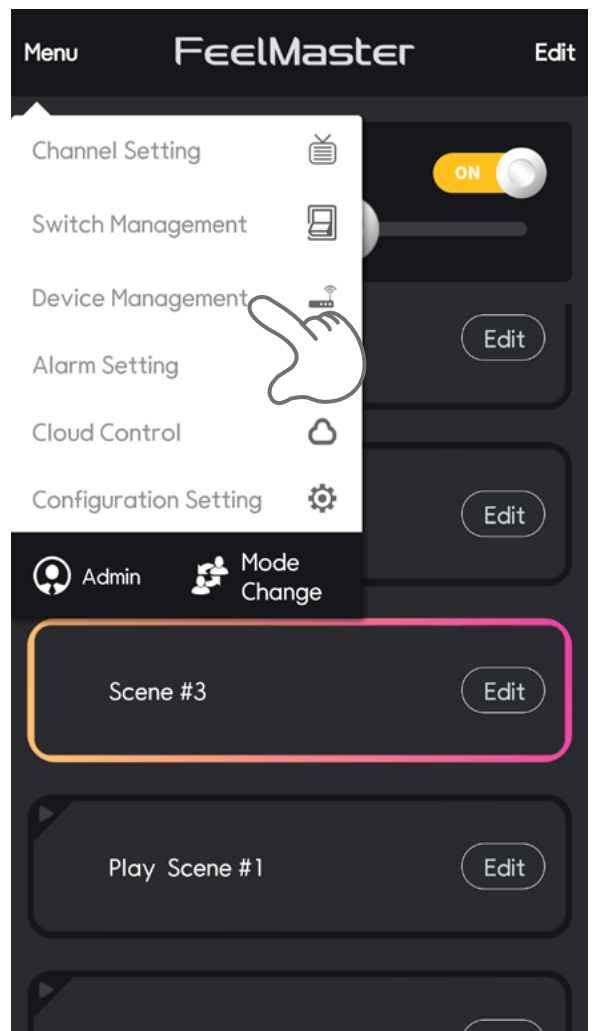 Menu FeelMaster Edit
Channel Setting
ON
Switch Management
Device Management
Edit
Alarm Setting
Cloud Control
Configuration Setting
Edit
Admin Mode
Change
Scene #3 Edit
Play Scene #1 Edit